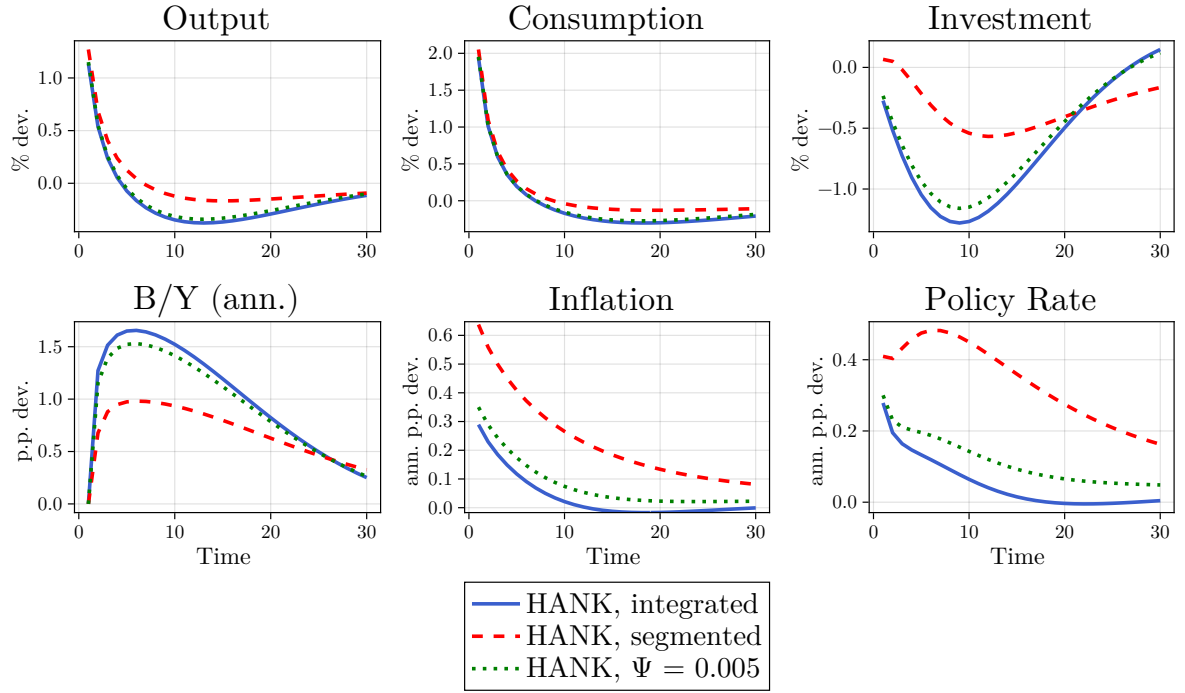 Output
% dev.
1.0
0.5
0.0
0 10 20 30
Consumption
% dev.
2.0
1.5
1.0
0.5
0.0
0 10 20 30
Investment
% dev.
0.0
−0.5
−1.0
0 10 20 30
B/Y (ann.)
p.p. dev.
1.5
1.0
0.5
0.0
0 10 20 30
Time
Inflation
ann. p.p. dev.
0.6
0.5
0.4
0.3
0.2
0.1
0.0
0 10 20 30
Time
Policy Rate
ann. p.p. dev.
0.4
0.2
0.0
0 10 20 30
Time
HANK, integrated
HANK, segmented
HANK, Ψ = 0.005